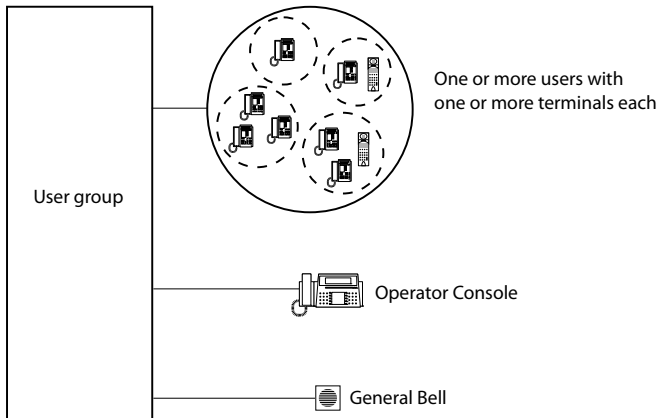 One or more users with
one or more terminals each
User group
Operator Console
General Bell